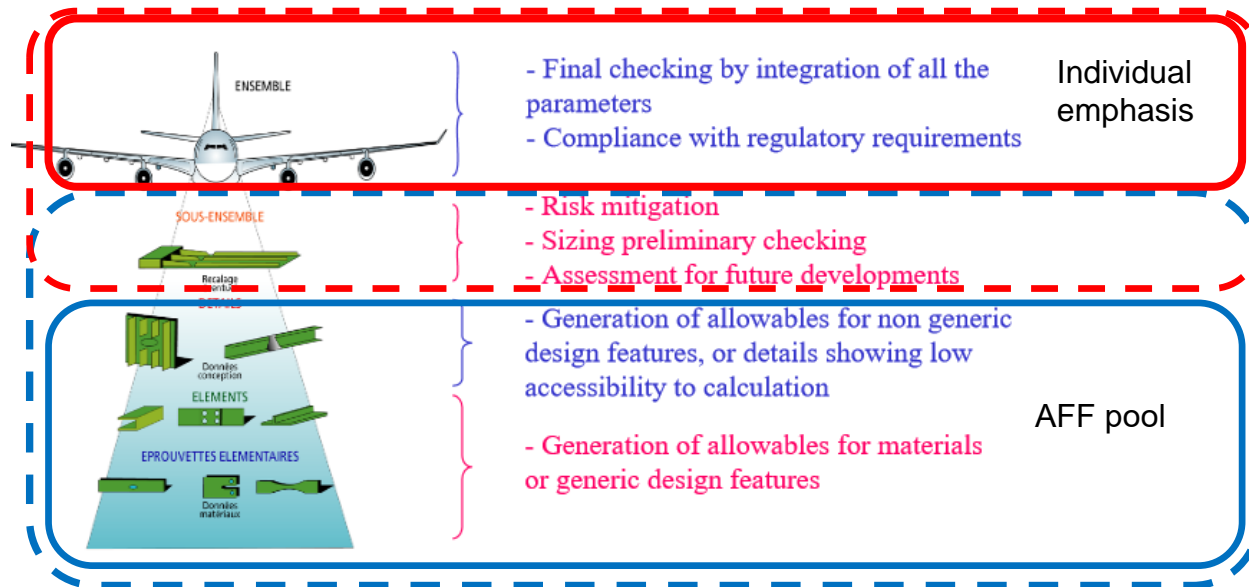 ENSEMBLE
- Final checking by integration of all the
parameters
- Compliance with regulatory requirements
Individual
emphasis
SOUS-ENSEMBLE
Recalage
- Risk mitigation
- Sizing preliminary checking
- Assessment for future developments
DETAILS
Données
conception
- Generation of allowables for non generic
design features, or details showing low
accessibility to calculation
ELEMENTS
AFF pool
EPROUVETTES ELEMENTAIRES
Données
matériaux
- Generation of allowables for materials
or generic design features